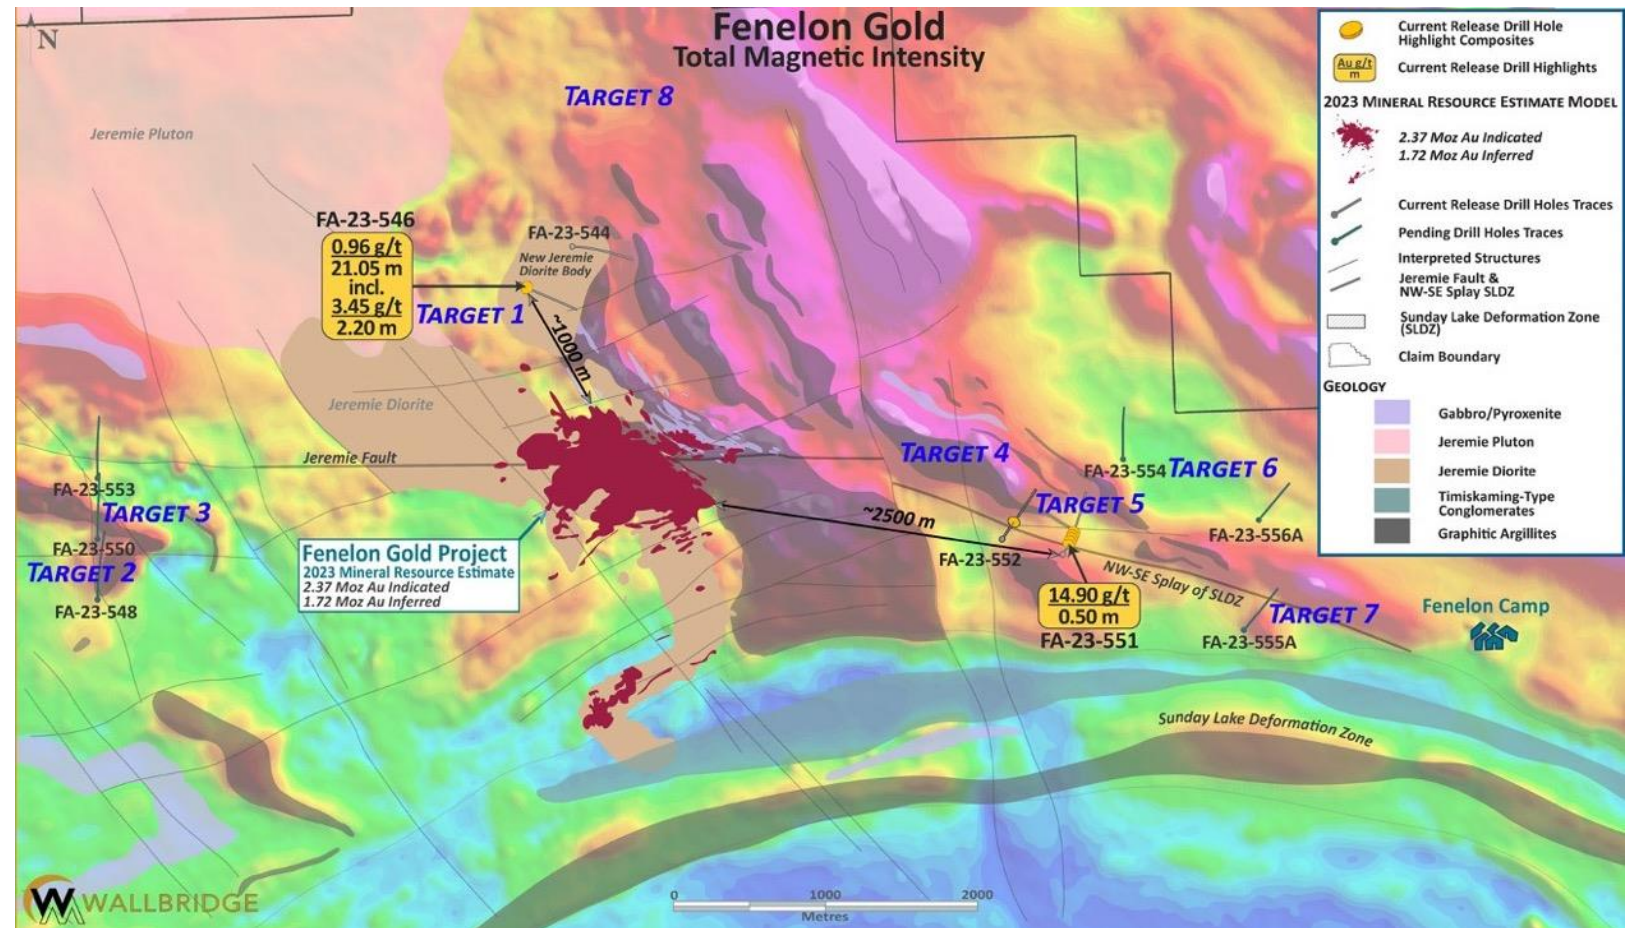 Fenelon Gold
Total Magnetic Intensity
N
TARGET 8
Jeremie Pluton
FA-23-546
0.96 g/t
21.05 m
incl.
3.45 g/t
2.20 m
FA-23-544
New Jeremie
Diorite Body
TARGET 1
~1000 m
Jeremie Diorite
Jeremie Fault
TARGET 4
FA-23-554
TARGET 6
FA-23-553
TARGET 3
TARGET 5
~2500 m
FA-23-556A
FA-23-550
FA-23-552
TARGET 2
Fenelon Gold Project
2023 Mineral Resource Estimate
2.37 Moz Au Indicated
1.72 Moz Au Inferred
NW-SE Splay of SLDZ
FA-23-548
14.90 g/t
0.50 m
FA-23-551
TARGET 7
FA-23-555A
Fenelon Camp
Sunday Lake Deformation Zone
WALLBRIDGE
0 1000 2000
Metres
Current Release Drill Hole
Highlight Composites
Au g/t
m
Current Release Drill Highlights
2023 MINERAL RESOURCE ESTIMATE MODEL
2.37 Moz Au Indicated
1.72 Moz Au Inferred
Current Release Drill Holes Traces
Pending Drill Holes Traces
Interpreted Structures
Jeremie Fault &
NW-SE Splay SLDZ
Sunday Lake Deformation Zone
(SLDZ)
Claim Boundary
GEOLOGY
Gabbro/Pyroxenite
Jeremie Pluton
Jeremie Diorite
Timiskaming-Type
Conglomerates
Graphitic Argillites